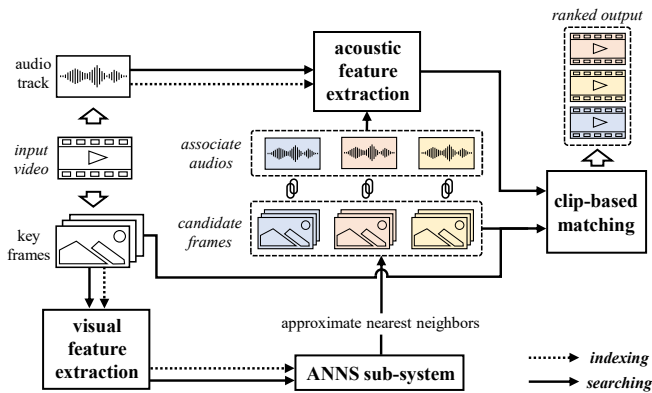 ranked output
audio
track
acoustic
feature
extraction
associate
audios
input
video
candidate
frames
clip-based
matching
key
frames
approximate nearest neighbors
visual
feature
extraction
ANNS sub-system
indexing
searching